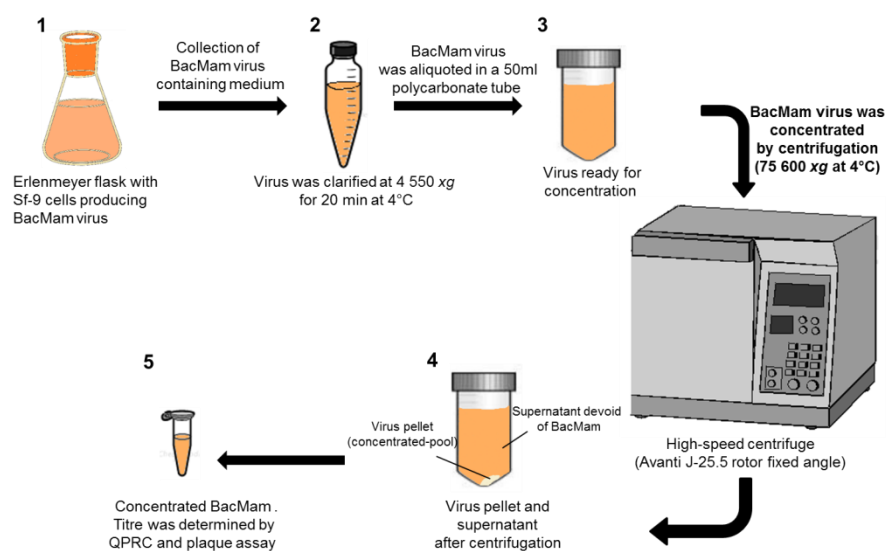 1
Collection of
BacMam virus
containing medium
2
BacMam virus
was aliquoted in a 50ml
polycarbonate tube
3
BacMam virus was
concentrated
by centrifugation
(75 600 xg at 4°C)
Erlenmeyer flask with
Sf-9 cells producing
BacMam virus
Virus was clarified at 4 550 xg
for 20 min at 4°C
Virus ready for
concentration
High-speed centrifuge
(Avanti J-25.5 rotor fixed angle)
4
Virus pellet
(concentrated-pool)
Supernatant devoid
of BacMam
Virus pellet and
supernatant
after centrifugation
5
Concentrated BacMam .
Titre was determined by
QPRC and plaque assay